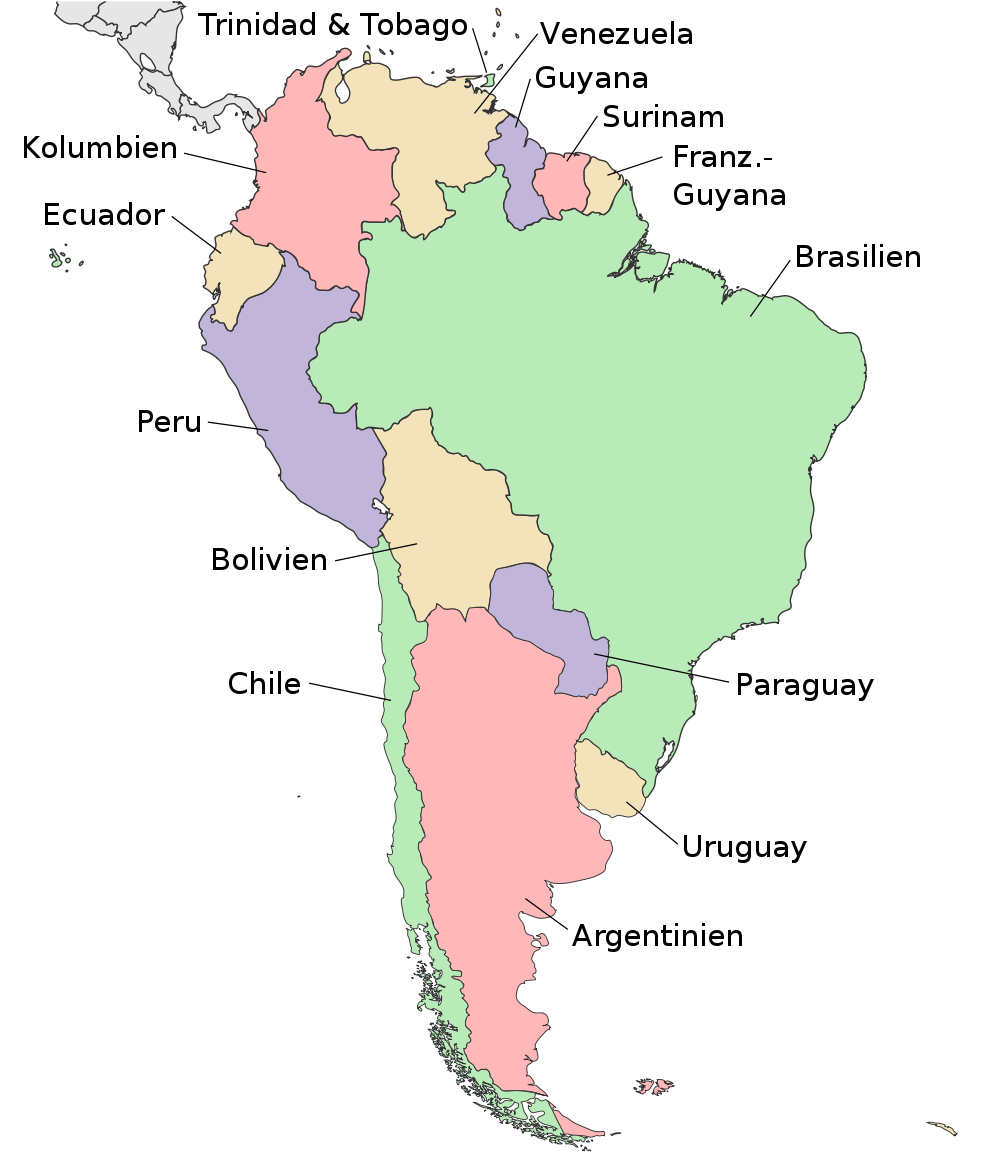 Trinidad & Tobago
Venezuela
Guyana
Surinam
Kolumbien
Franz.-
Guyana
Ecuador
Brasilien
Peru
Bolivien
Chile
Paraguay
Uruguay
Argentinien